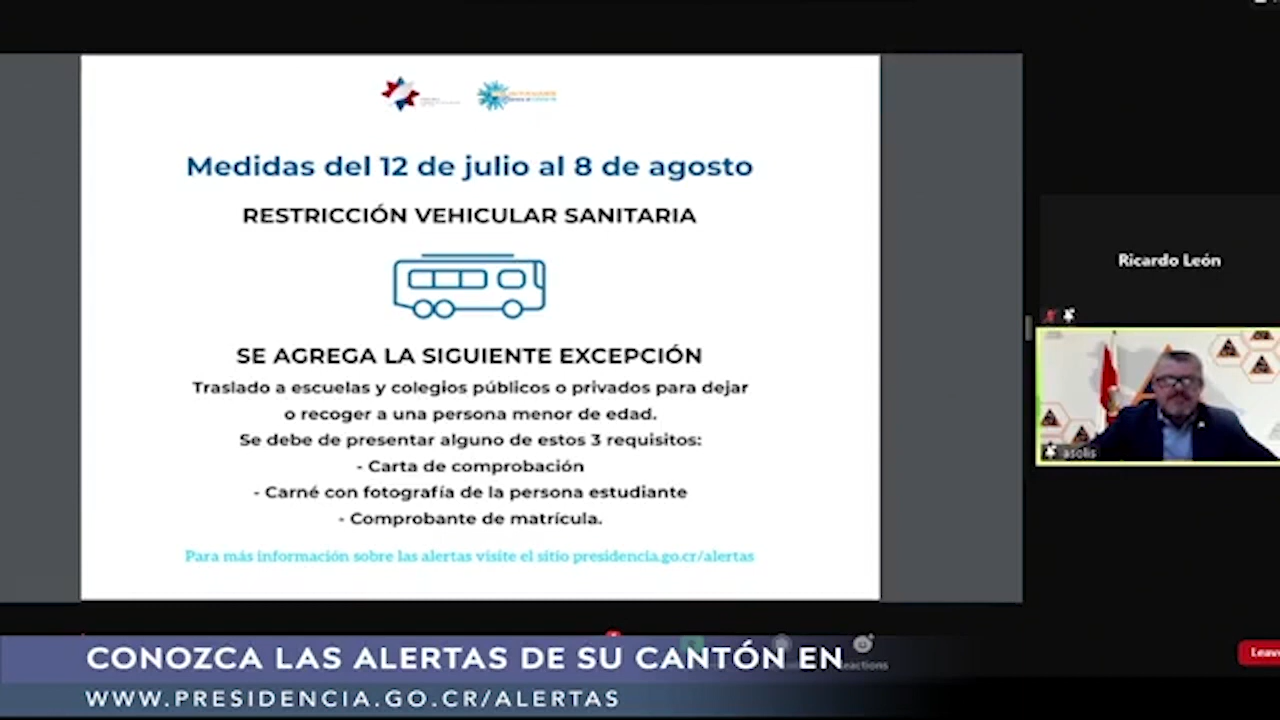 Medidas del 12 de julio al 8 de agosto
RESTRICCIÓN VEHICULAR SANITARIA
SE AGREGA LA SIGUIENTE EXCEPCIÓN
Traslado a escuelas y colegios públicos o privados para dejar
o recoger a una persona menor de edad.
Se debe de presentar alguno de estos 3 requisitos:
- Carta de comprobación
- Carné con fotografía de la persona estudiante
- Comprobante de matrícula.
Para más información sobre las alertas visite el sitio presidencia.go.cr/alertas
Ricardo León
asolis
Leave
CONOZCA LAS ALERTAS DE SU CANTÓN EN
WWW.PRESIDENCIA.GO.CR/ALERTAS